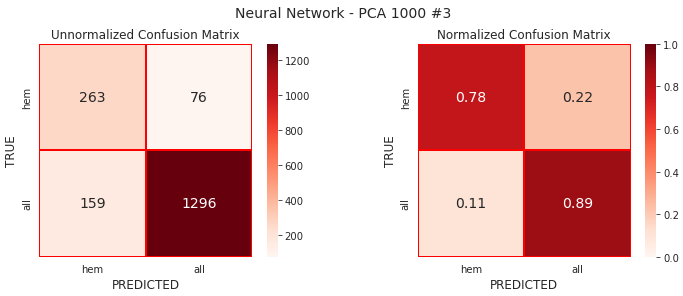 Neural Network - PCA 1000 #3
Unnormalized Confusion Matrix
hem
all
TRUE
263
76
159
1296
hem
all
PREDICTED
1200
1000
800
600
400
200
Normalized Confusion Matrix
hem
all
TRUE
0.78
0.22
0.11
0.89
hem
all
PREDICTED
1.0
0.8
0.6
0.4
0.2
0.0